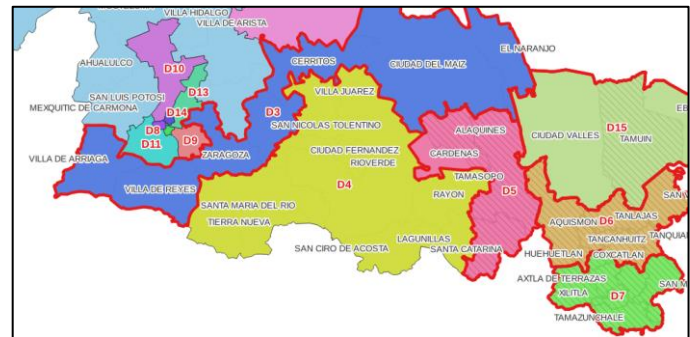 VILLA HIDALGO
VILLA DE ARISTA
EL NARANJO
AHUALULCO
D10
CERRITOS
CIUDAD DEL MAIZ
D13
VILLA JUAREZ
SAN LUIS POTOSI
MEXQUITIC DE CARMONA
D14
D3
SAN NICOLAS TOLENTINO
ALAQUINES
D15
D8
CIUDAD VALLES
TAMUIN
D11
D9
ZARAGOZA
CIUDAD FERNANDEZ
CARDENAS
VILLA DE ARRIAGA
RIOVERDE
TAMASOPO
D4
VILLA DE REYES
RAYON
D5
SANTA MARIA DEL RIO
TIERRA NUEVA
AQUISMON
D6
TANLAJAS
LAGUNILLAS
TANCANHUITZ
SAN CIRO DE ACOSTA
SANTA CATARINA
HUEHUETLAN
COXCATLAN
AXTLA DE TERRAZAS
XILITLA
D7
TAMAZUNCHALE